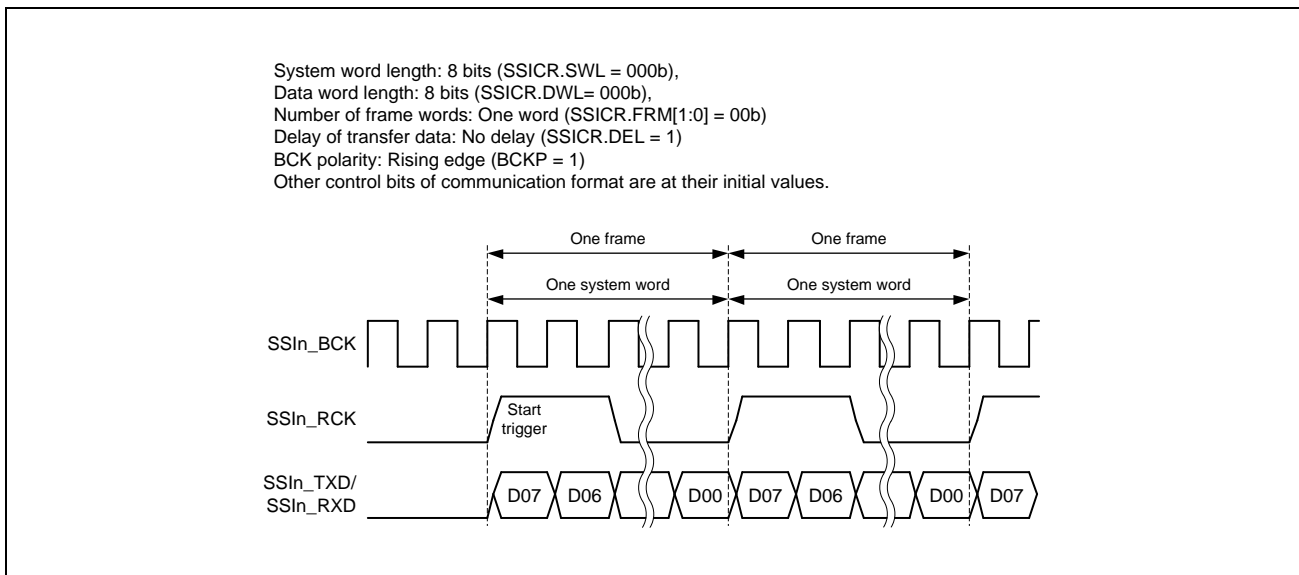 System word length: 8 bits (SSICR.SWL = 000b),
Data word length: 8 bits (SSICR.DWL= 000b),
Number of frame words: One word (SSICR.FRM[1:0] = 00b)
Delay of transfer data: No delay (SSICR.DEL = 1)
BCK polarity: Rising edge (BCKP = 1)
Other control bits of communication format are at their initial values.
One frame One frame
One system word One system word
SSIn_BCK
SSIn_RCK
Start
trigger
SSIn_TXD/
SSIn_RXD
D07 D06 D00 D07 D06 D00 D07